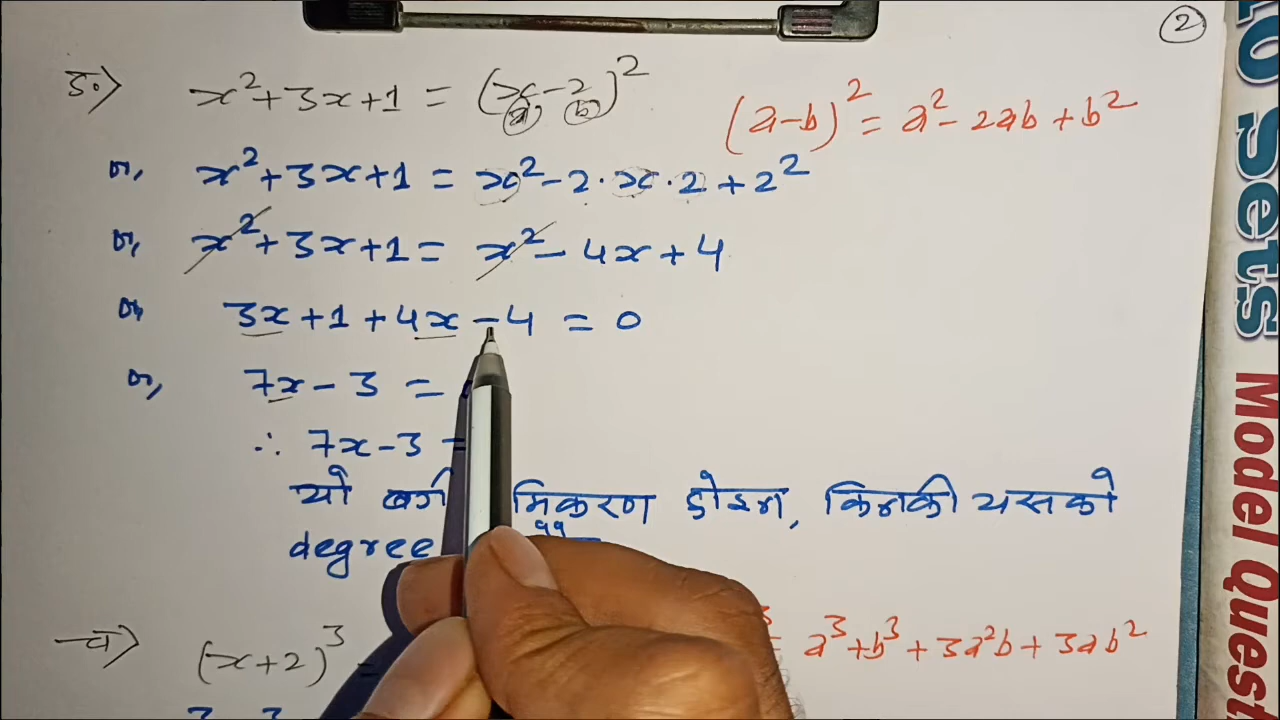 2
ङ.> x²+3x+1 = (x-2)²
a b
(a-b)² = a²-2ab+b²
or, x²+3x+1 = x²-2·x·2+2²
or, x²+3x+1 = x²-4x+4
or 3x+1+4x-4 = 0
or, 7x-3 =
∴ 7x-3 =
यो वर्ग मिकरण होइन, किनकी यसको
degree
च> (x+2)³ =
= a³+b³+3a²b+3ab²
Sets Model Quest